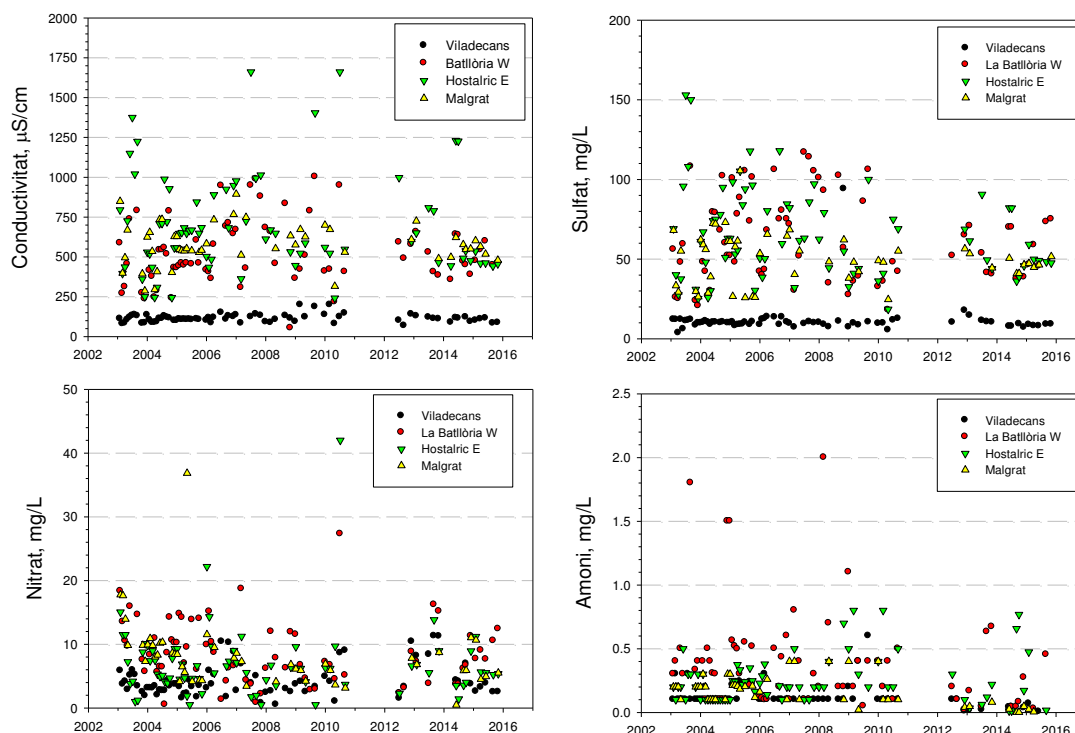 Conductivitat, µS/cm
2000
1750
1500
1250
1000
750
500
250
0
2002 2004 2006 2008 2010 2012 2014 2016
Viladecans
Batllòria W
Hostalric E
Malgrat
Sulfat, mg/L
200
150
100
50
0
2002 2004 2006 2008 2010 2012 2014 2016
Viladecans
La Batllòria W
Hostalric E
Malgrat
Nitrat, mg/L
50
40
30
20
10
0
2002 2004 2006 2008 2010 2012 2014 2016
Viladecans
La Batllòria W
Hostalric E
Malgrat
Amoni, mg/L
2.5
2.0
1.5
1.0
0.5
0.0
2002 2004 2006 2008 2010 2012 2014 2016
Viladecans
La Batllòria W
Hostalric E
Malgrat